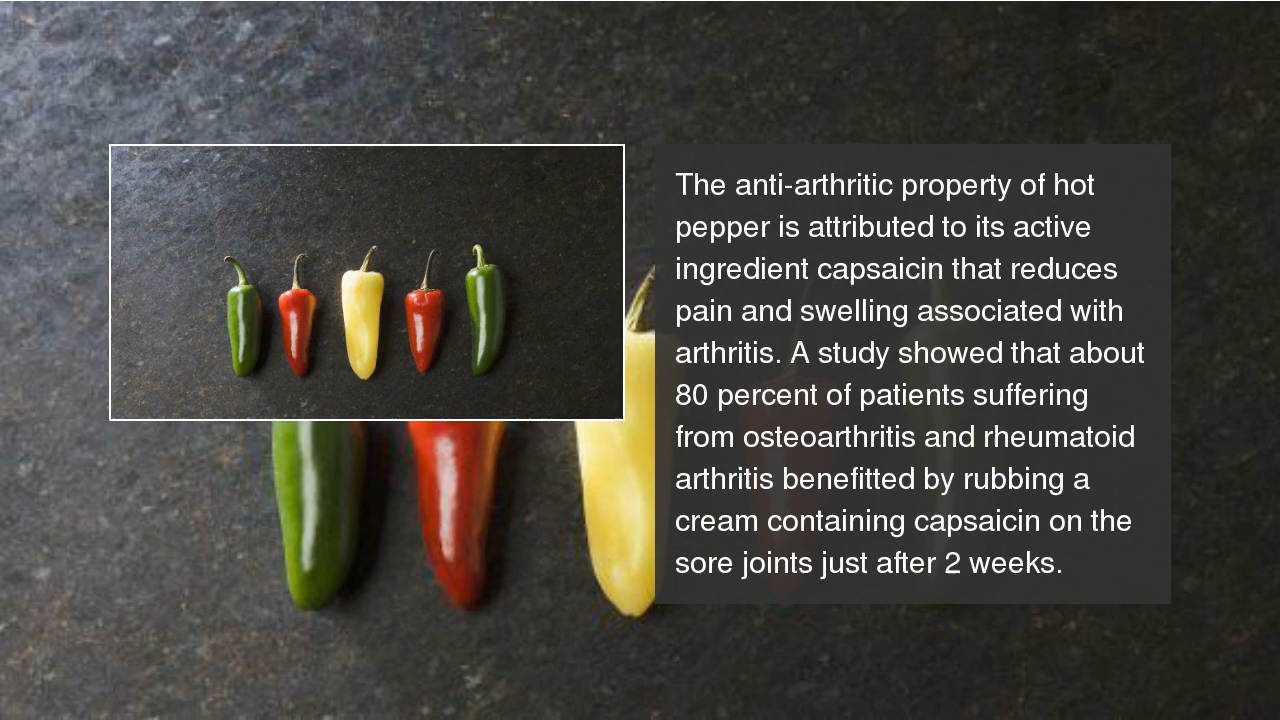 The anti-arthritic property of hot
pepper is attributed to its active
ingredient capsaicin that reduces
pain and swelling associated with
arthritis. A study showed that about
80 percent of patients suffering
from osteoarthritis and rheumatoid
arthritis benefitted by rubbing a
cream containing capsaicin on the
sore joints just after 2 weeks.